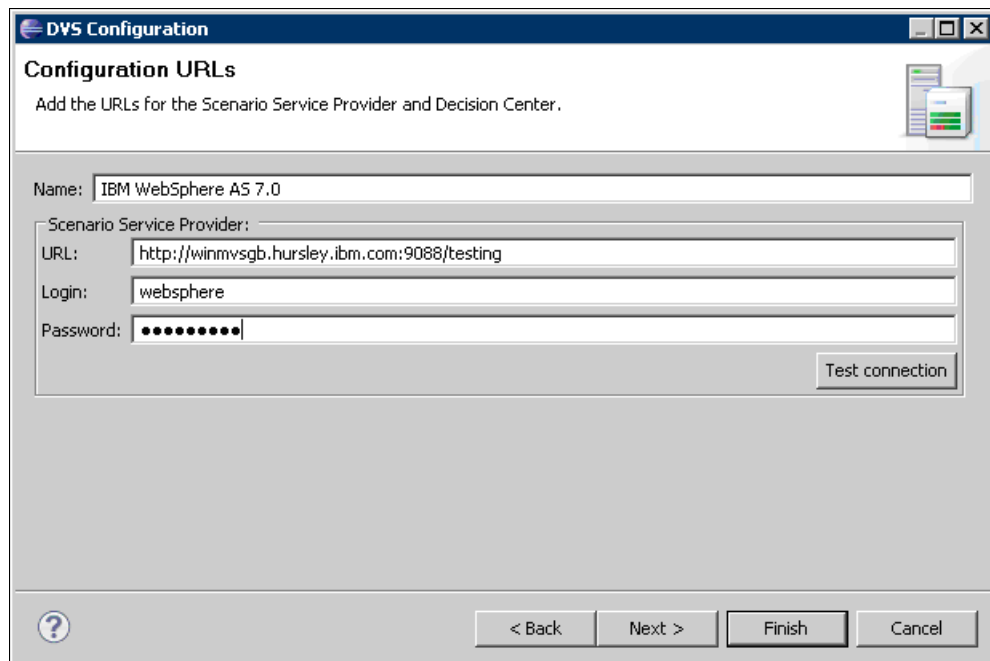 DVS Configuration
Configuration URLs
Add the URLs for the Scenario Service Provider and Decision Center.
Name: IBM WebSphere AS 7.0
Scenario Service Provider:
URL: http://winmvsgb.hursley.ibm.com:9088/testing
Login: websphere
Password: ●●●●●●●●●
Test connection
? < Back Next > Finish Cancel